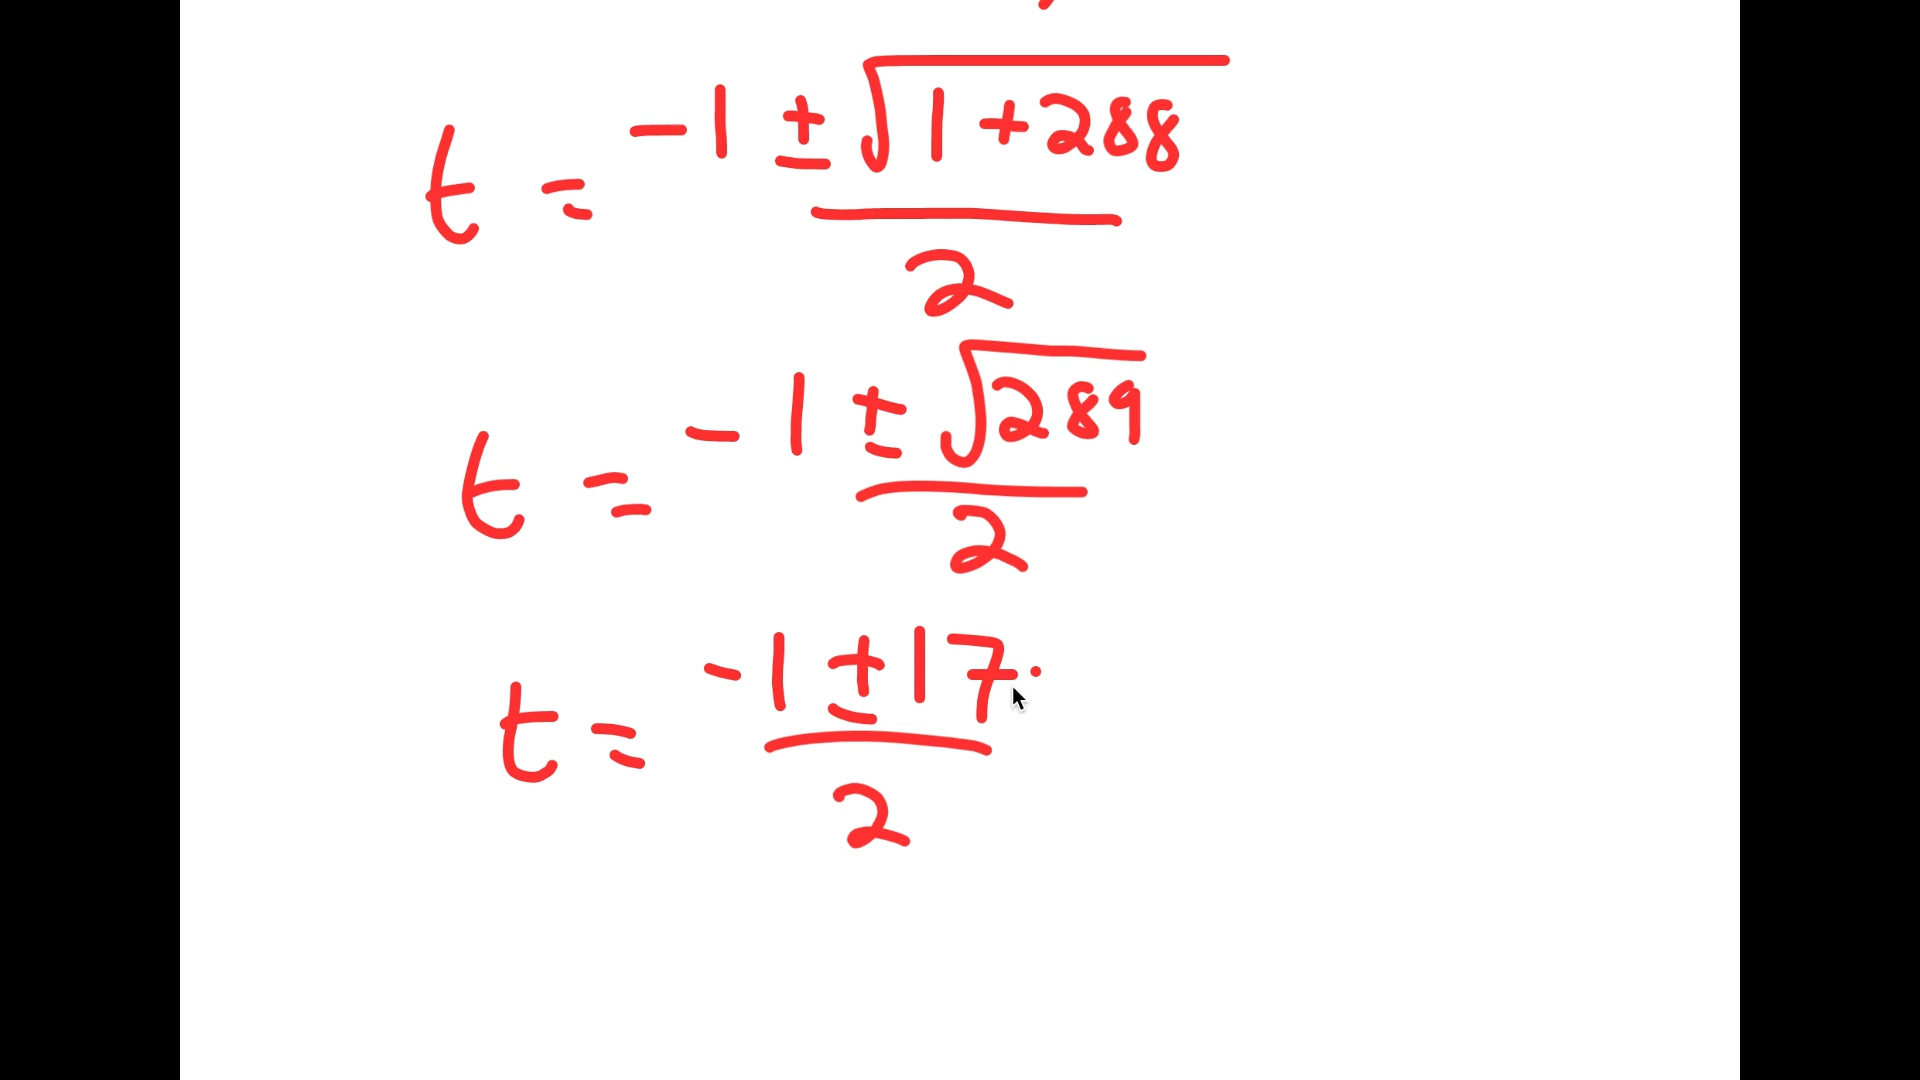 t = -1 ± √1 + 288
2
t = -1 ± √289
2
t = -1 ± 17.
2